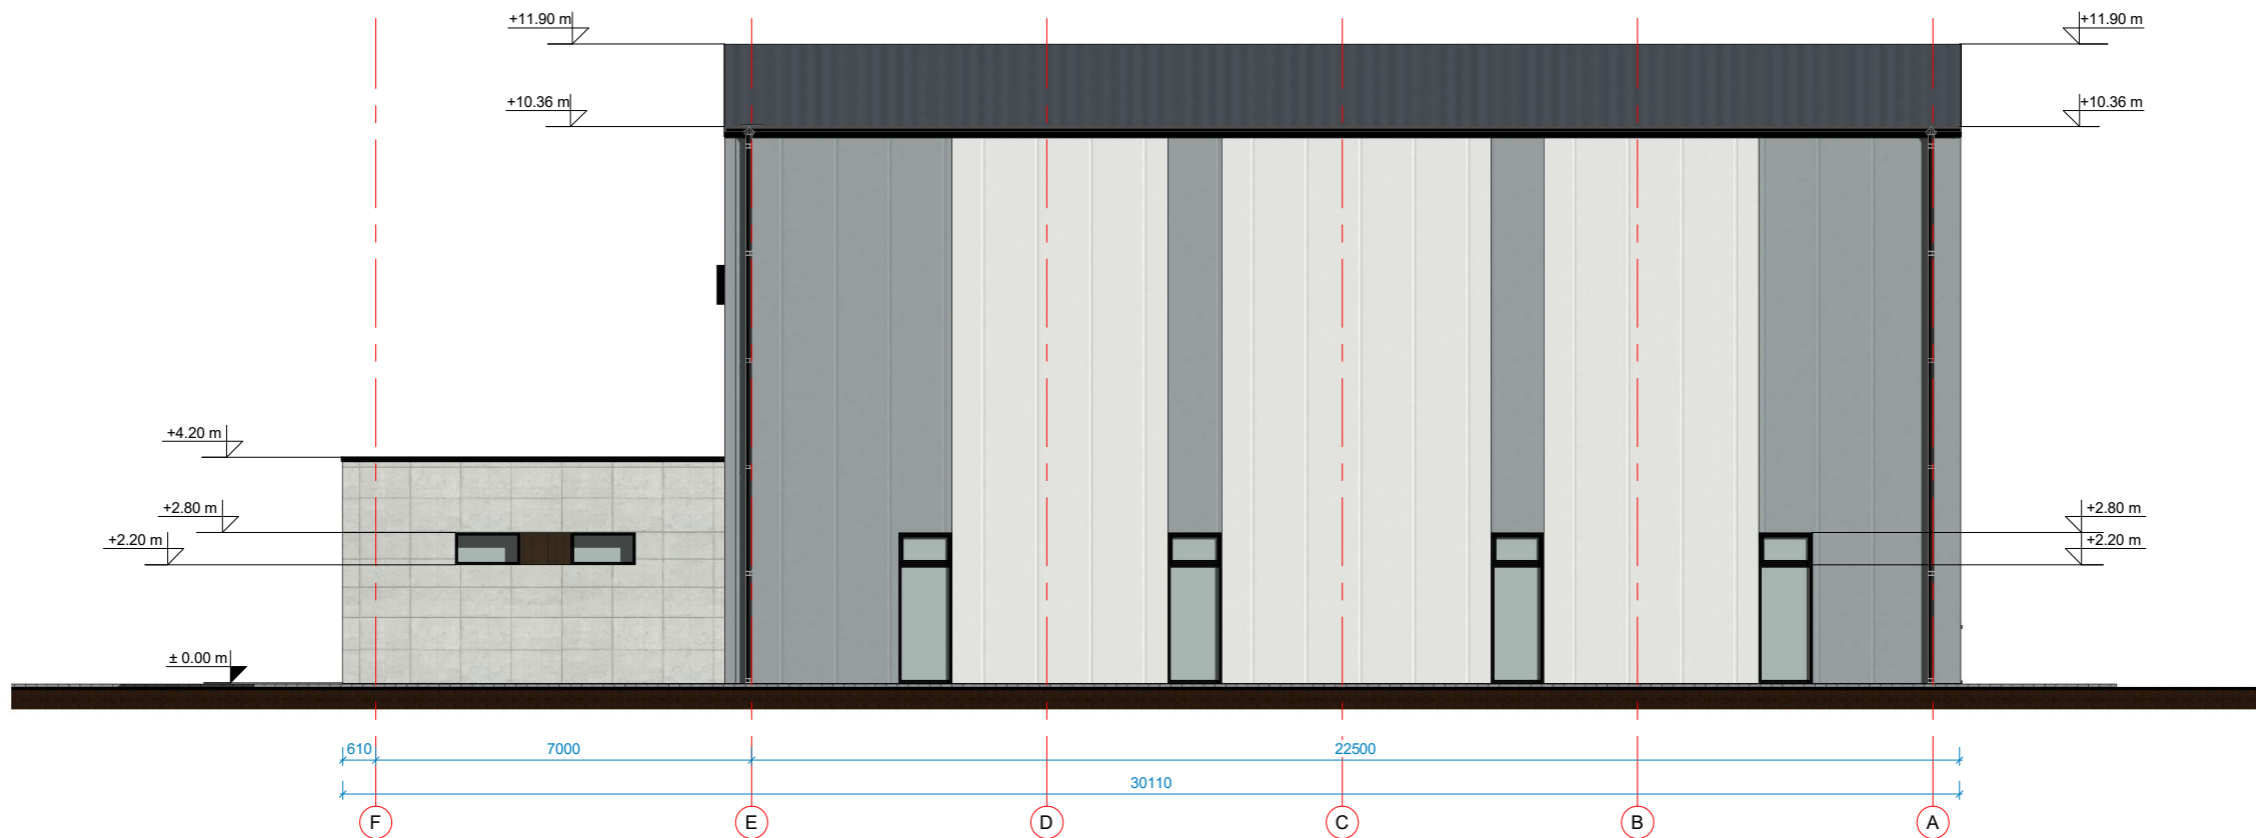 +11.90 m
+11.90 m
+10.36 m
+10.36 m
+4.20 m
+2.80 m
+2.80 m
+2.20 m
+2.20 m
± 0.00 m
610
7000
22500
30110
F
E
D
C
B
A